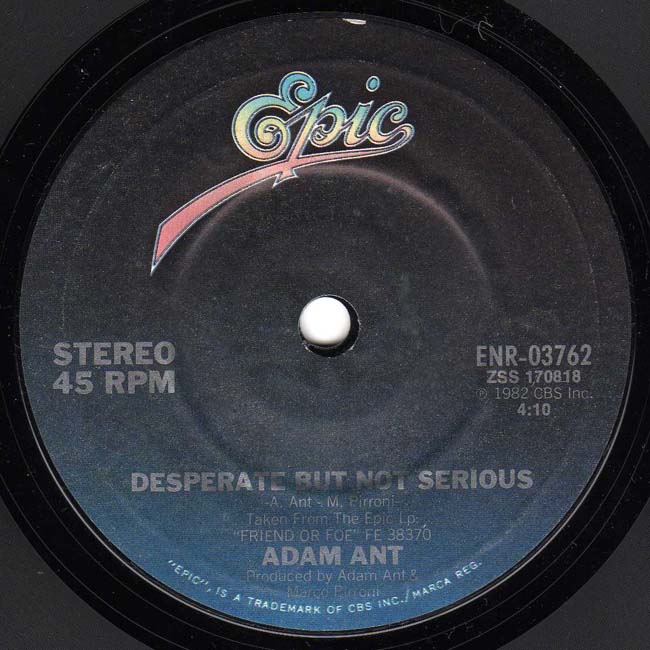 Epic
STEREO
45 RPM
ENR-03762
ZSS 170818
℗ 1982 CBS Inc.
4:10
DESPERATE BUT NOT SERIOUS
-A. Ant - M. Pirroni-
Taken From The Epic Lp:
"FRIEND OR FOE" FE 38370
ADAM ANT
Produced by Adam Ant &
Marco Pirroni
"EPIC", IS A TRADEMARK OF CBS INC./MARCA REG.